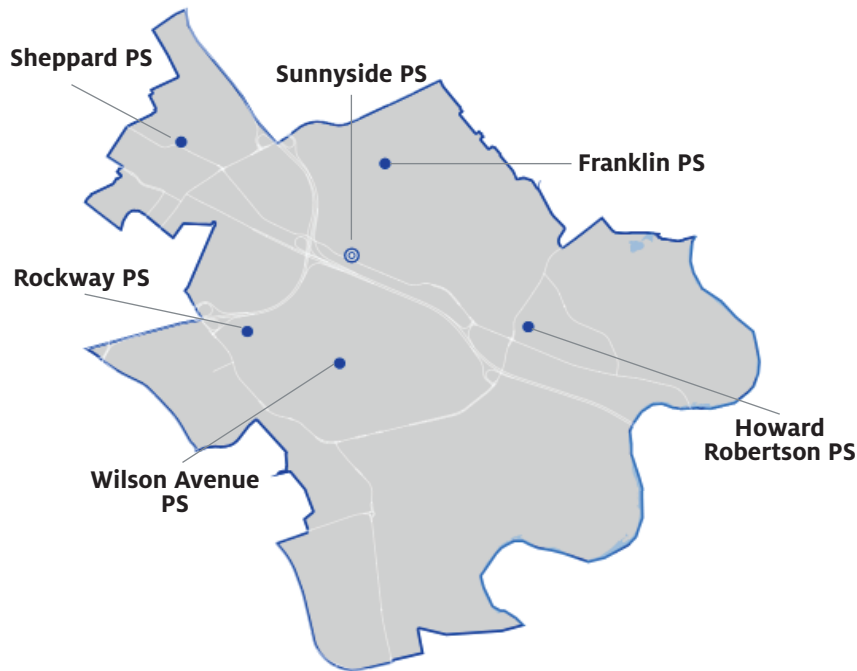 Sheppard PS
Sunnyside PS
Franklin PS
Rockway PS
Howard
Robertson PS
Wilson Avenue
PS